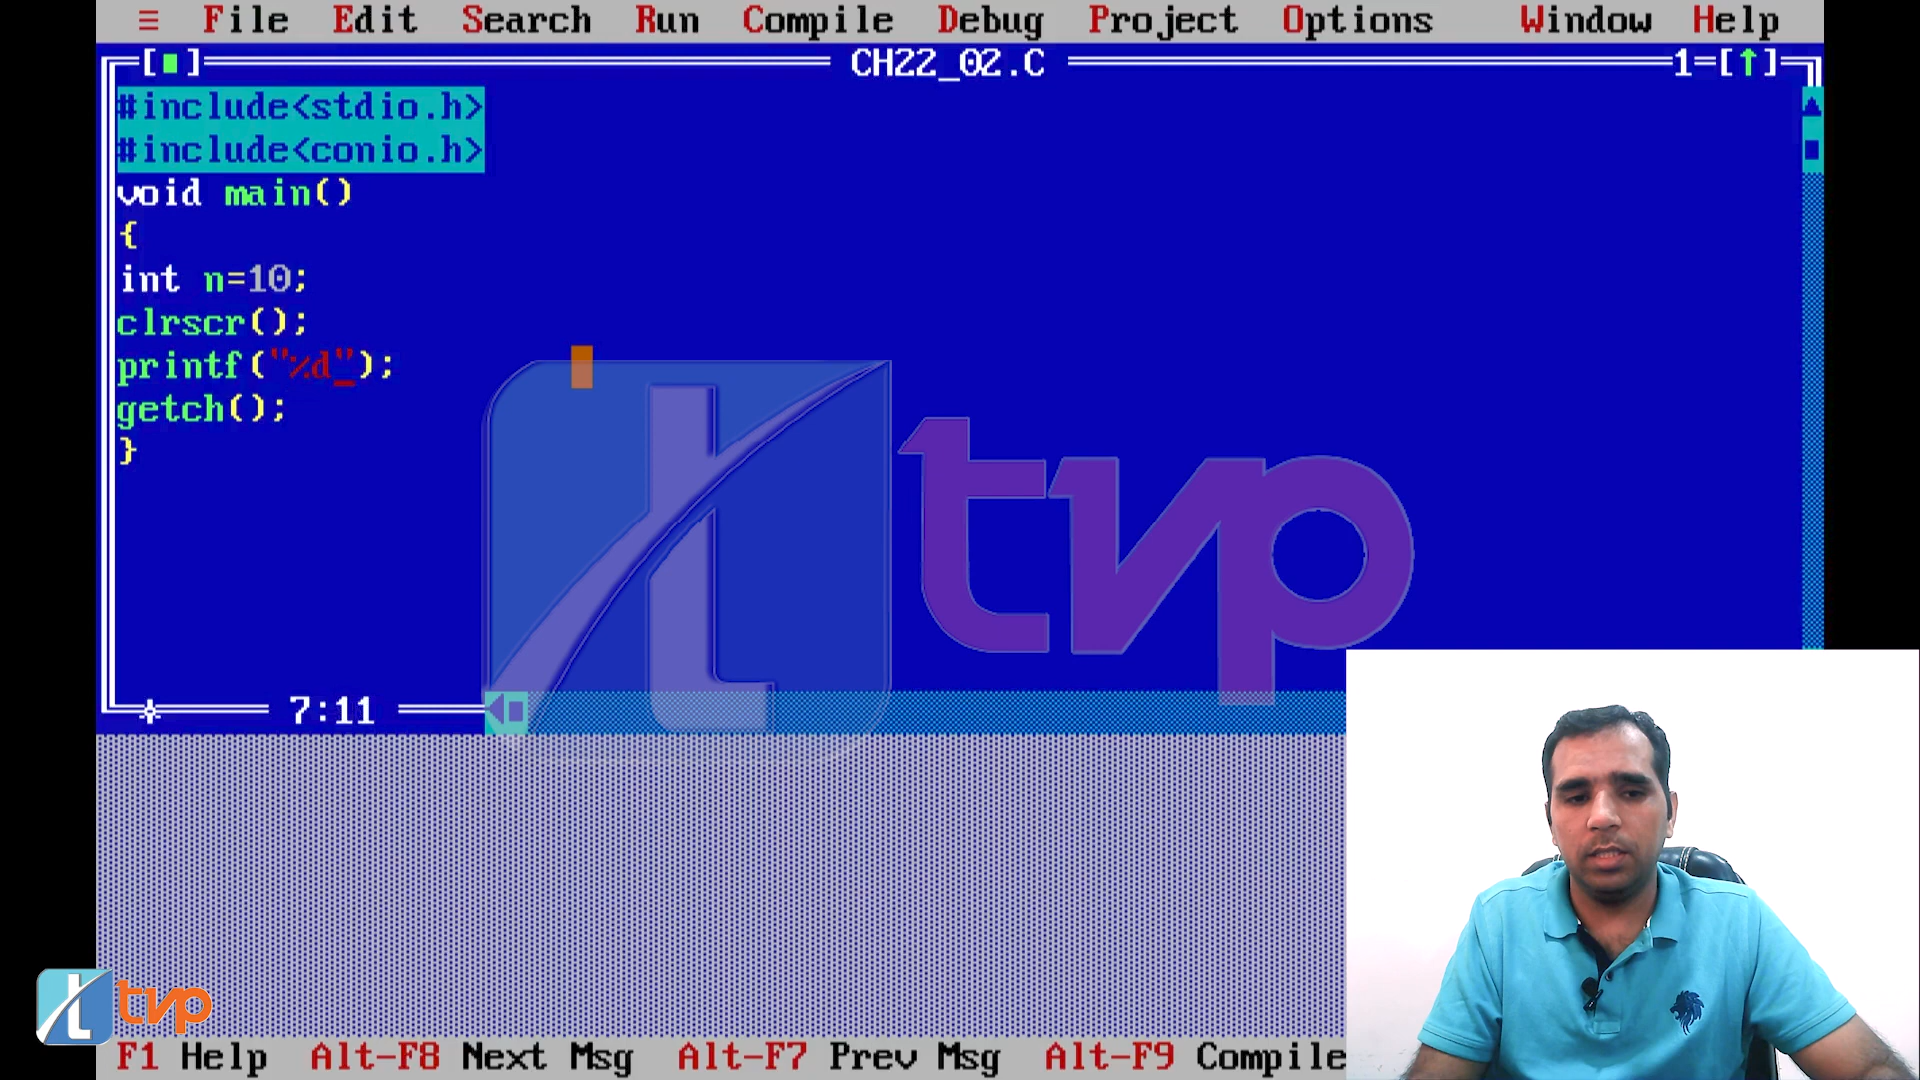 ≡ File Edit Search Run Compile Debug Project Options Window Help
[■] CH22_02.C 1=[↑]
#include<stdio.h>
#include<conio.h>
void main()
{
int n=10;
clrscr();
printf("%d_");
getch();
}
tvp
7:11
tvp
F1 Help Alt-F8 Next Msg Alt-F7 Prev Msg Alt-F9 Compile